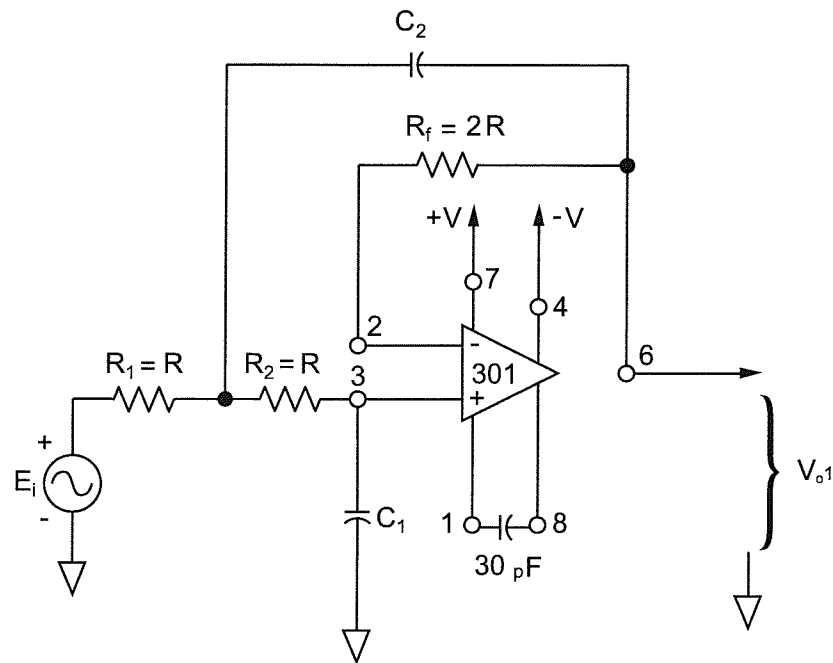 C₂
R_f = 2R
+V
-V
7
4
2
-
6
R₁ = R
R₂ = R
3
301
+
+
E_i
-
C₁
1
8
30 pF
V_o1